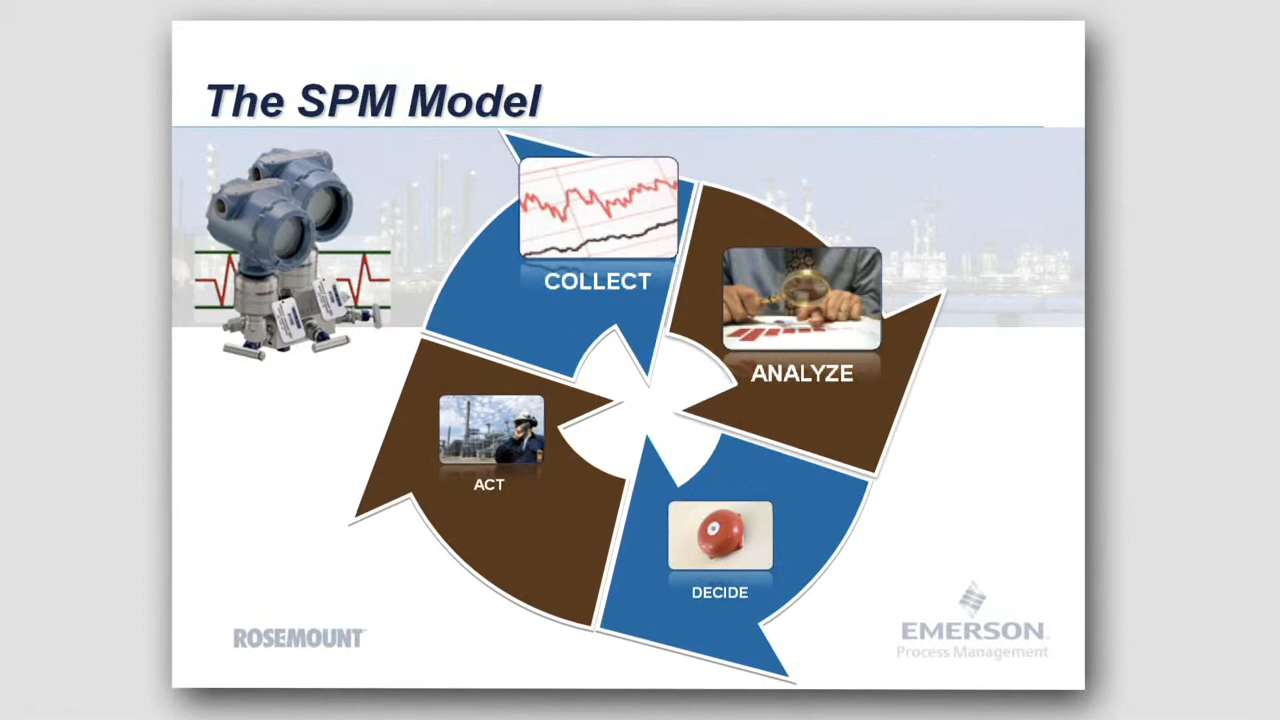 The SPM Model
COLLECT
ANALYZE
ACT
DECIDE
ROSEMOUNT
EMERSON
Process Management